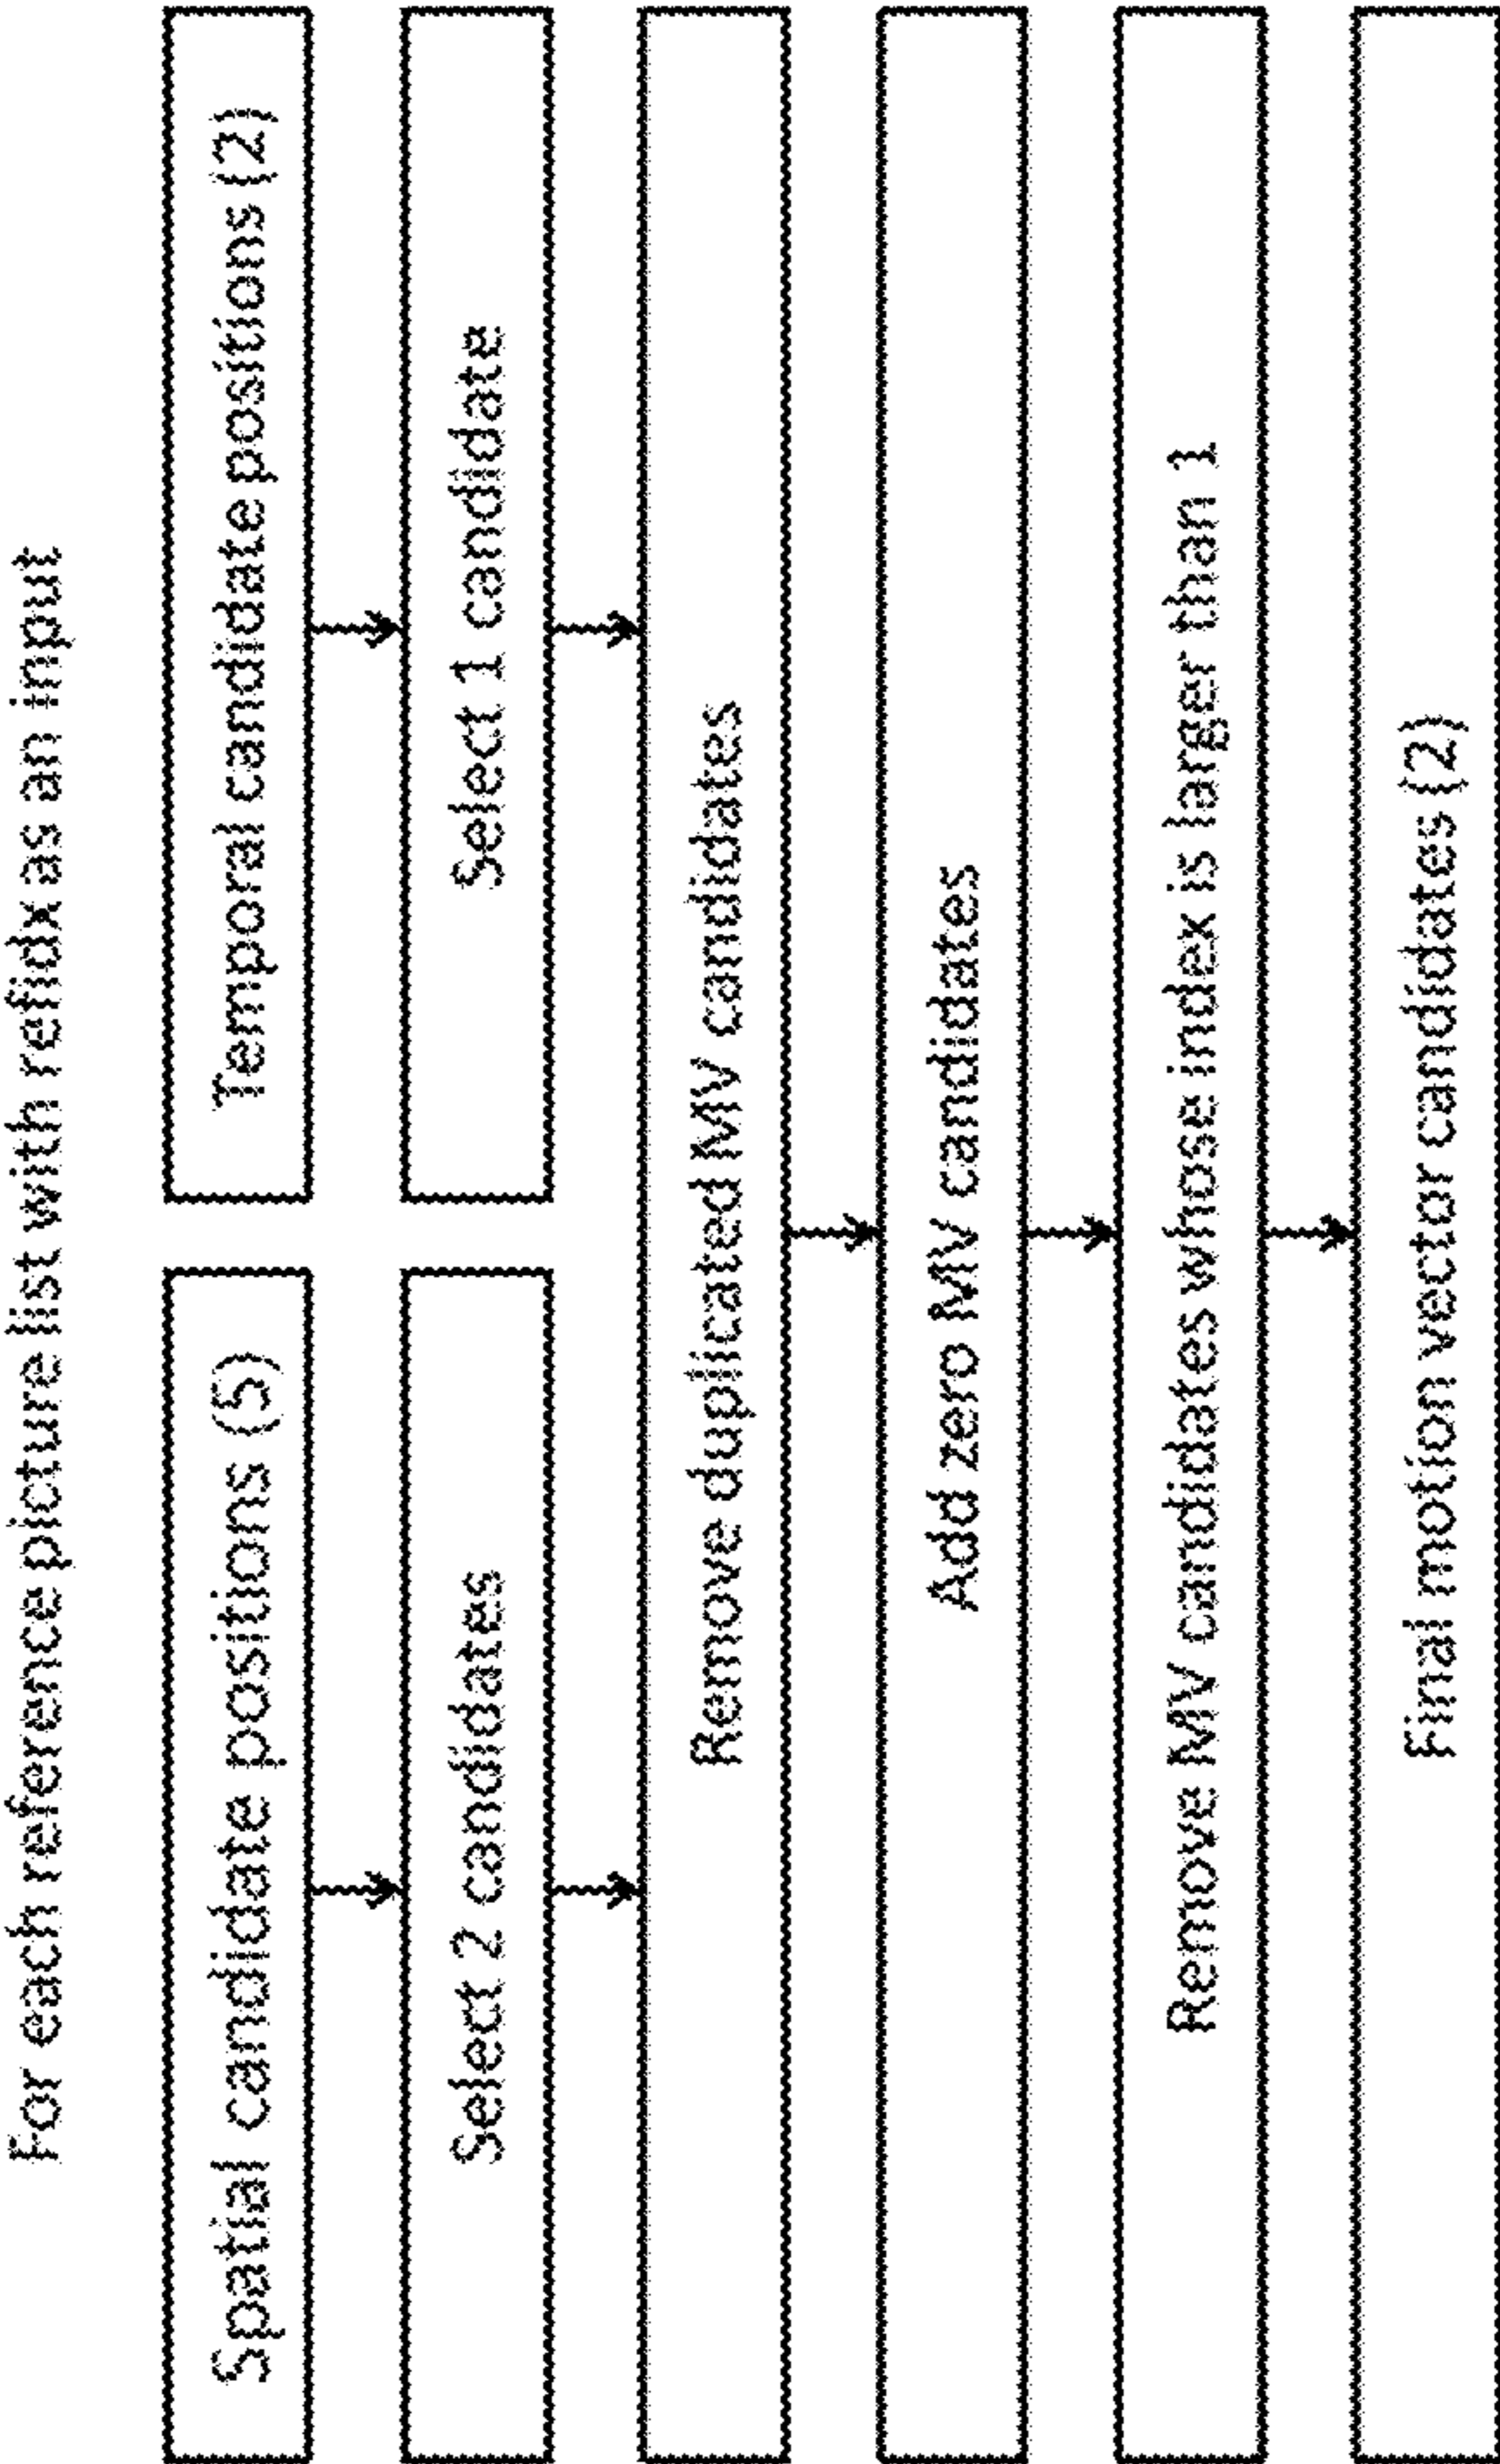 For each reference picture list with refidx as an input
Spatial candidate positions (5)
Temporal candidate positions (2)
Select 2 candidates
Select 1 candidate
Remove duplicated MV candidates
Add zero MV candidates
Remove MV candidates whose index is larger than 1
Final motion vector candidates (2)